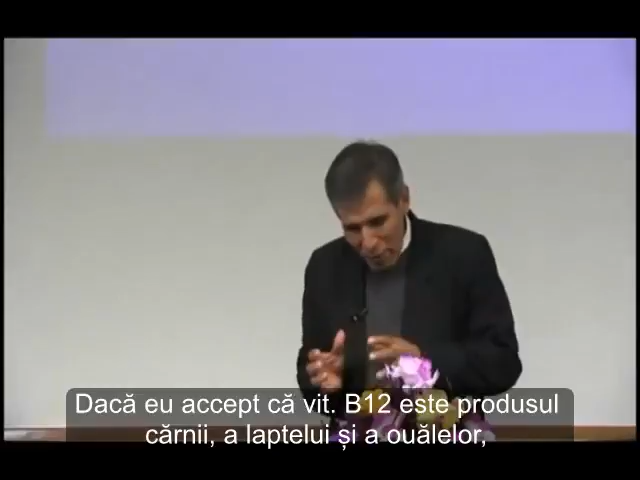 Dacă eu accept că vit. B12 este produsul
cărnii, a laptelui și a ouălelor,